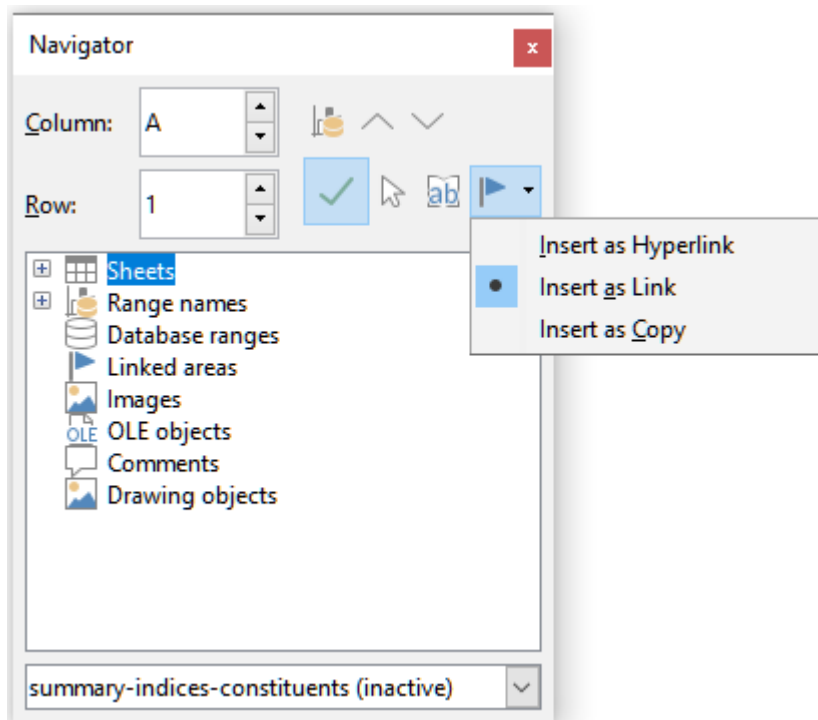 Navigator
x
Column: A
Row: 1
ab
Insert as Hyperlink
Insert as Link
Insert as Copy
Sheets
Range names
Database ranges
Linked areas
Images
OLE OLE objects
Comments
Drawing objects
summary-indices-constituents (inactive)